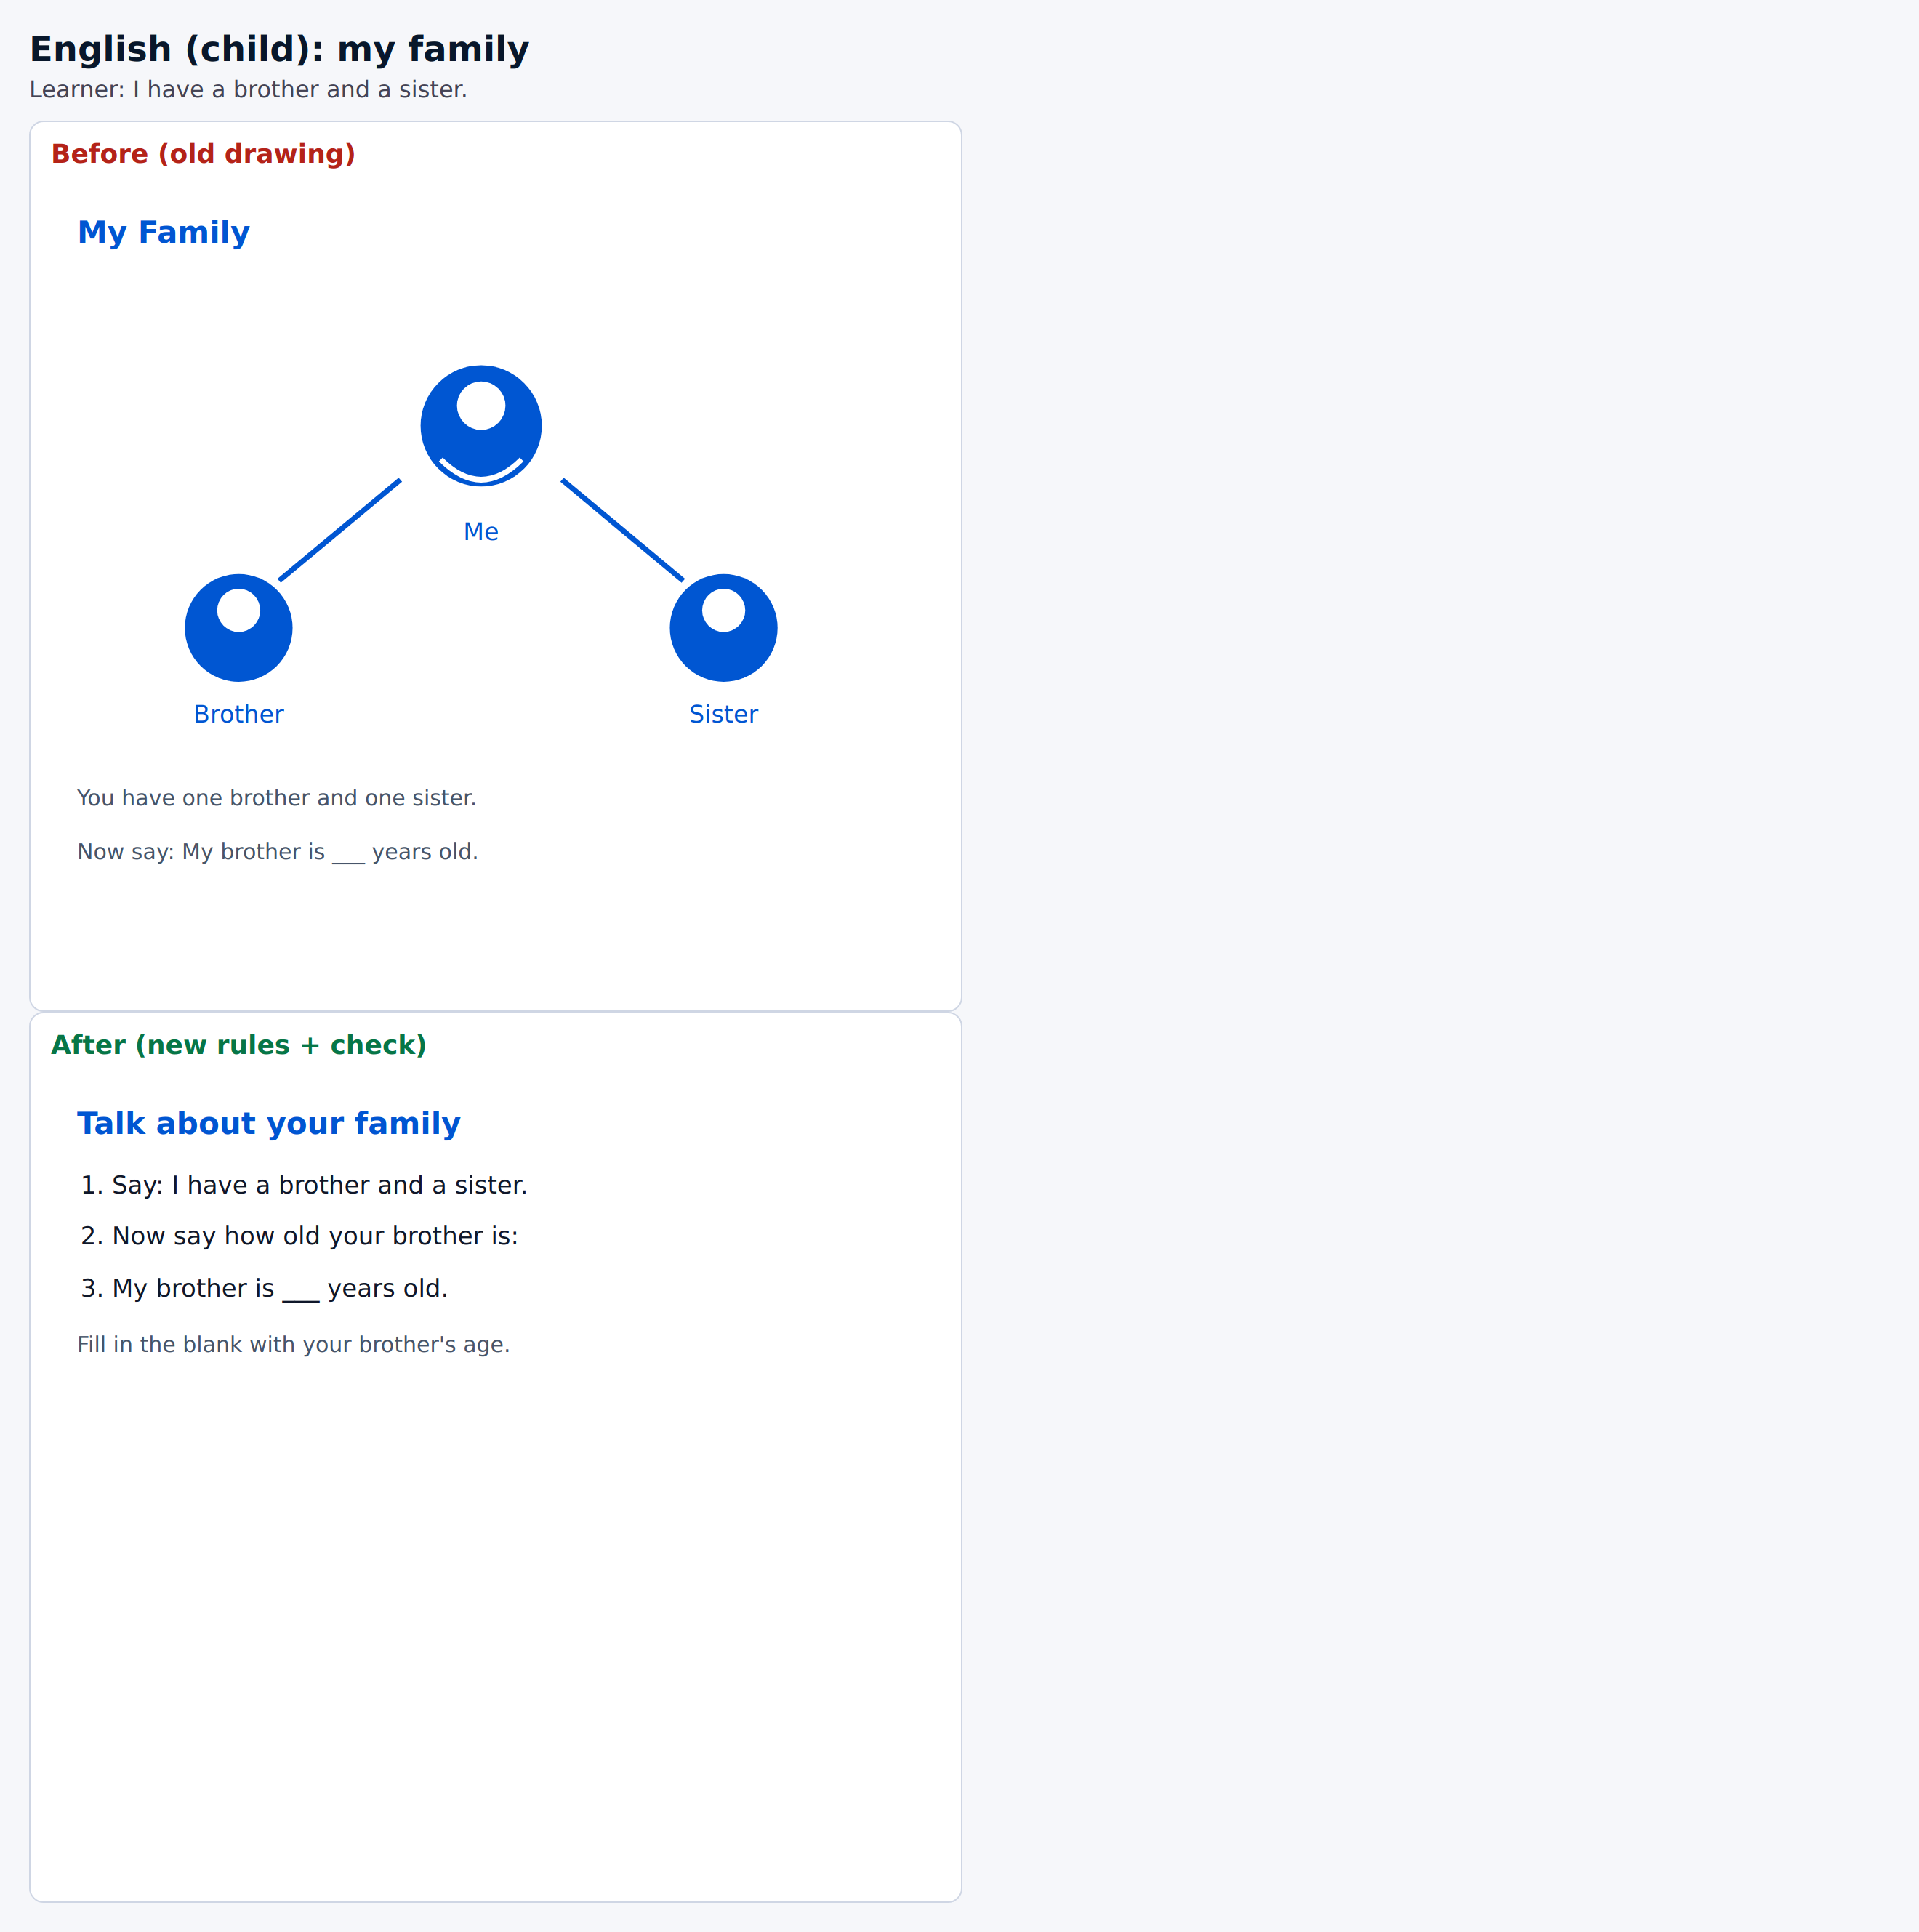 English (child): my family
Learner: I have a brother and a sister.
Before (old drawing)
My Family
Me
Brother
Sister
You have one brother and one sister.
Now say: My brother is ___ years old.
After (new rules + check)
Talk about your family
1. Say: I have a brother and a sister.
2. Now say how old your brother is:
3. My brother is ___ years old.
Fill in the blank with your brother's age.